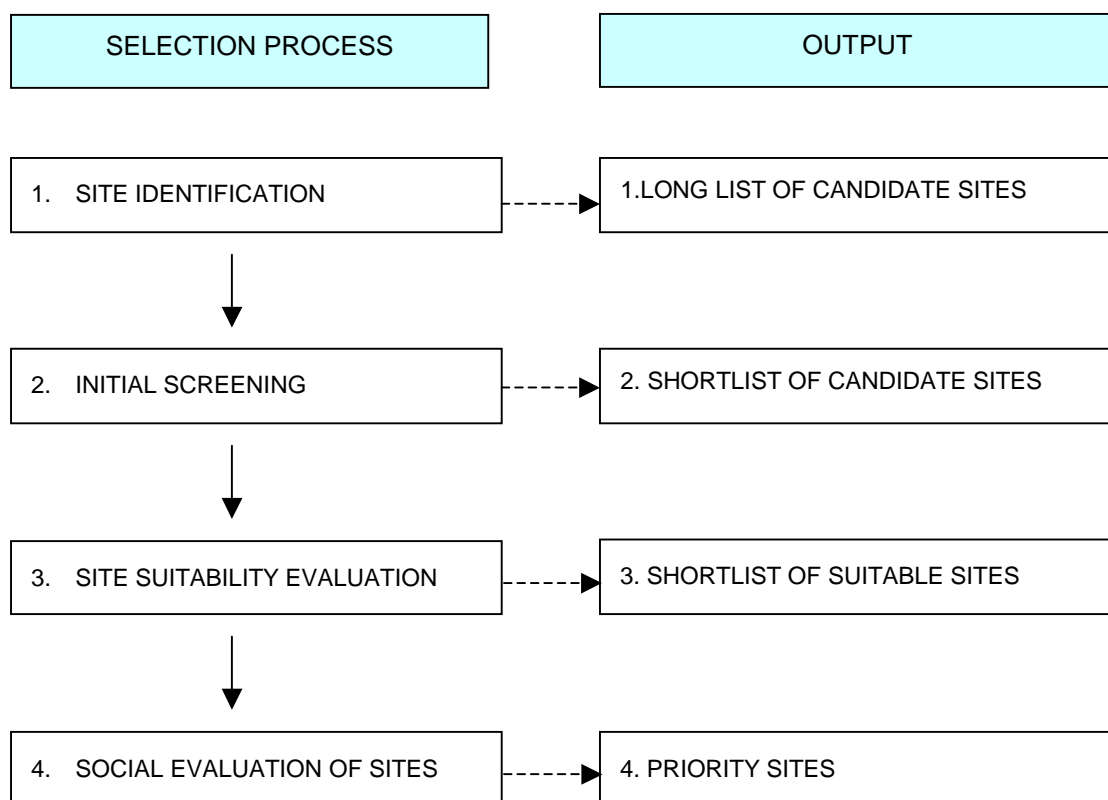 SELECTION PROCESS
OUTPUT
1. SITE IDENTIFICATION
1.LONG LIST OF CANDIDATE SITES
2. INITIAL SCREENING
2. SHORTLIST OF CANDIDATE SITES
3. SITE SUITABILITY EVALUATION
3. SHORTLIST OF SUITABLE SITES
4. SOCIAL EVALUATION OF SITES
4. PRIORITY SITES